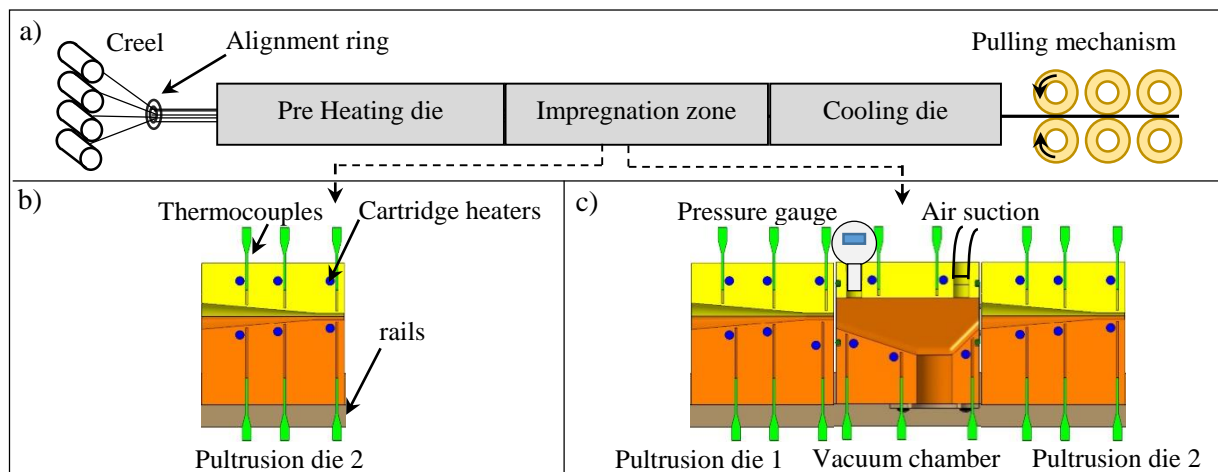 a)
Creel
Alignment ring
Pulling mechanism
Pre Heating die
Impregnation zone
Cooling die
b)
Thermocouples
Cartridge heaters
rails
Pultrusion die 2
c)
Pressure gauge
Air suction
Pultrusion die 1
Vacuum chamber
Pultrusion die 2